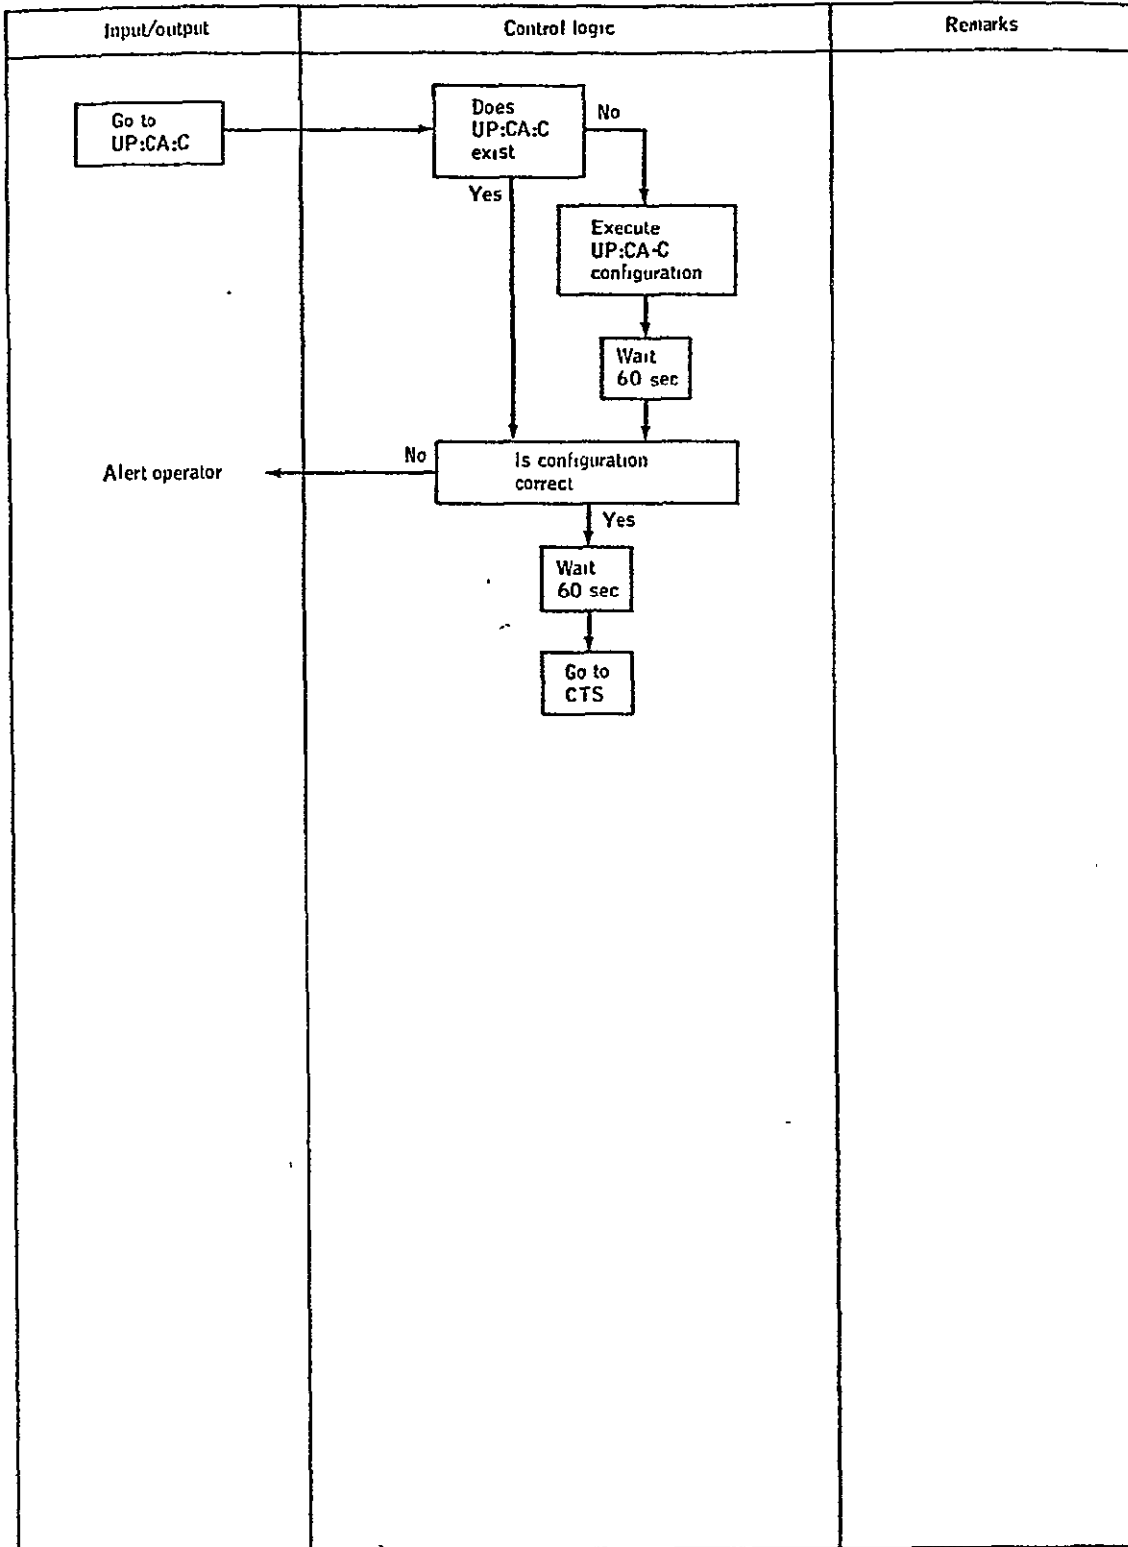 Input/output
Control logic
Remarks
Go to
UP:CA:C
Does
UP:CA:C
exist
No
Yes
Execute
UP:CA-C
configuration
Wait
60 sec
Alert operator
No
Is configuration
correct
Yes
Wait
60 sec
Go to
CTS